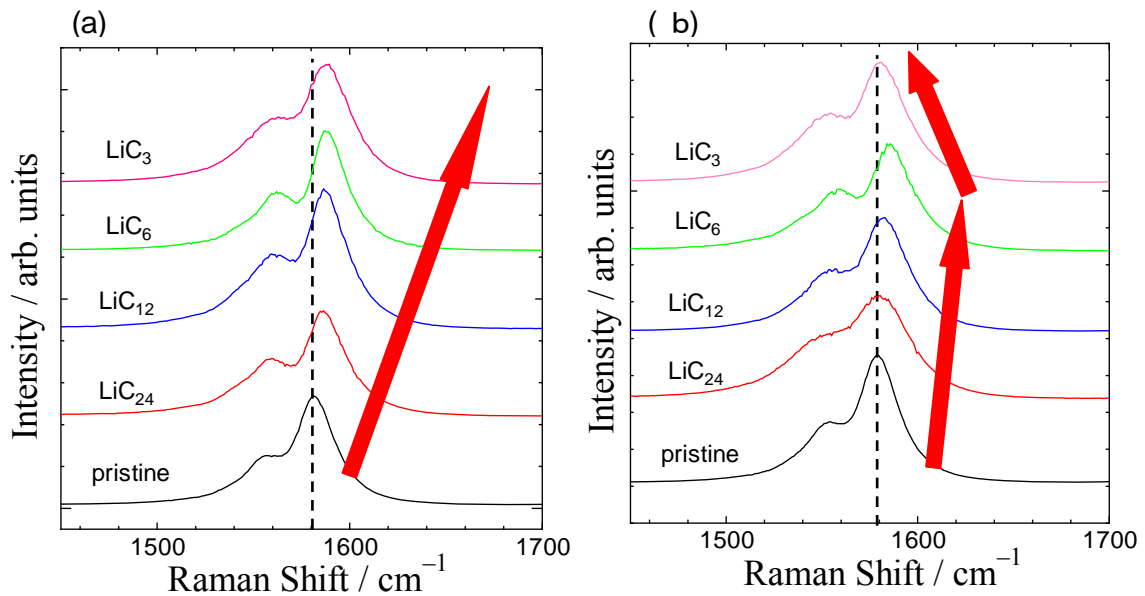 (a)
LiC3
LiC6
LiC12
LiC24
pristine
Intensity / arb. units
1500
1600
1700
Raman Shift / cm−1
( b)
LiC3
LiC6
LiC12
LiC24
pristine
Intensity / arb. units
1500
1600
1700
Raman Shift / cm−1